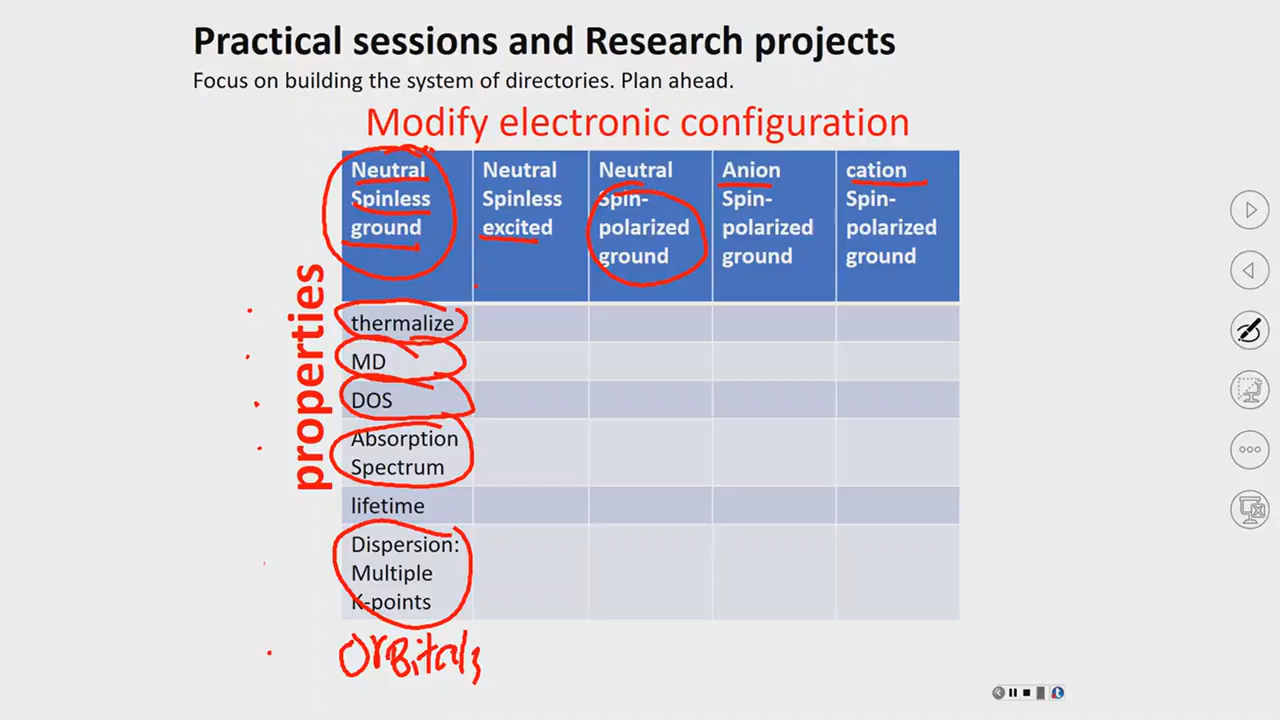 Practical sessions and Research projects
Focus on building the system of directories. Plan ahead.
Modify electronic configuration
Neutral
Spinless
ground
Neutral
Spinless
excited
Neutral
Spin-
polarized
ground
Anion
Spin-
polarized
ground
cation
Spin-
polarized
ground
properties
thermalize
MD
DOS
Absorption
Spectrum
lifetime
Dispersion:
Multiple
K-points
Orbitals